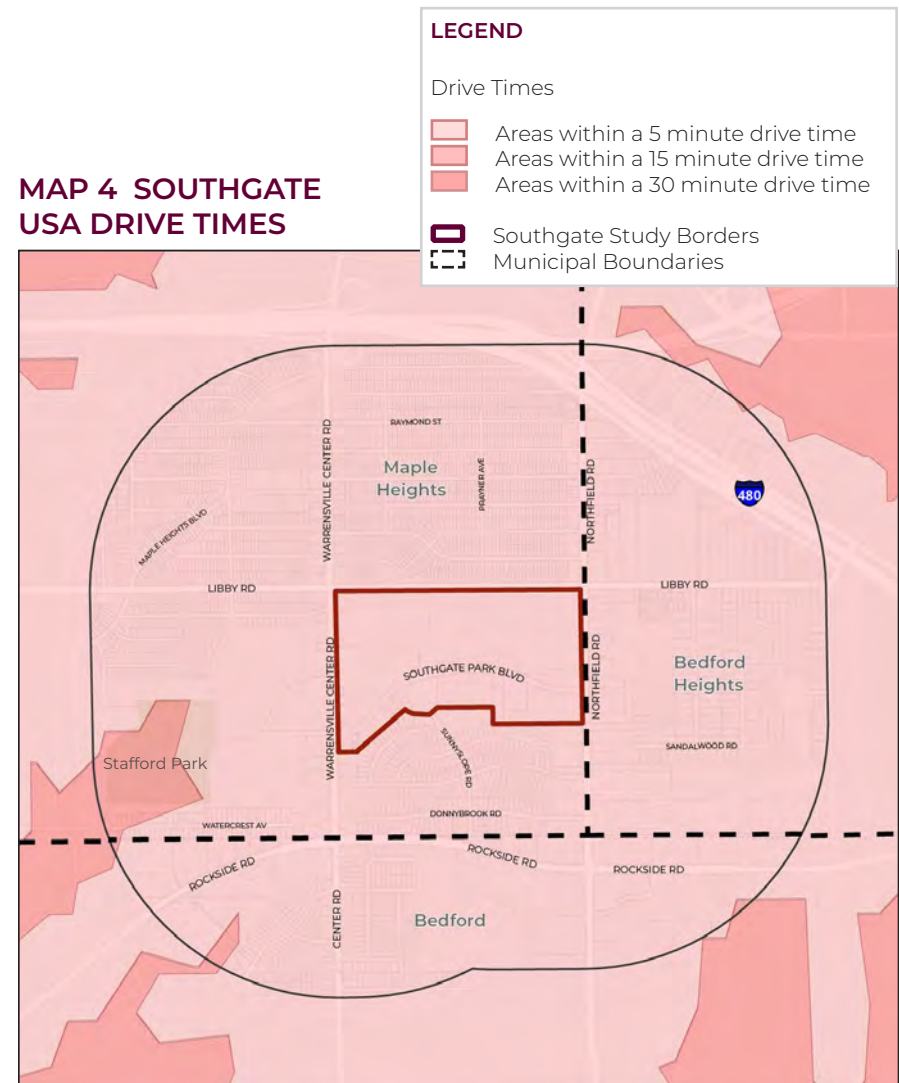 LEGEND
Drive Times
Areas within a 5 minute drive time
Areas within a 15 minute drive time
Areas within a 30 minute drive time
Southgate Study Borders
Municipal Boundaries
MAP 4 SOUTHGATE
USA DRIVE TIMES
RAYMOND ST
WARRENSVILLE CENTER RD
Maple
Heights
PRAYNER AVE
NORTHFIELD RD
480
MAPLE HEIGHTS BLVD
LIBBY RD
LIBBY RD
WARRENSVILLE CENTER RD
SOUTHGATE PARK BLVD
NORTHFIELD RD
Bedford
Heights
SUNNYSLOPE RD
SANDALWOOD RD
Stafford Park
DONNYBROOK RD
WATERCREST AV
ROCKSIDE RD
ROCKSIDE RD
ROCKSIDE RD
CENTER RD
Bedford